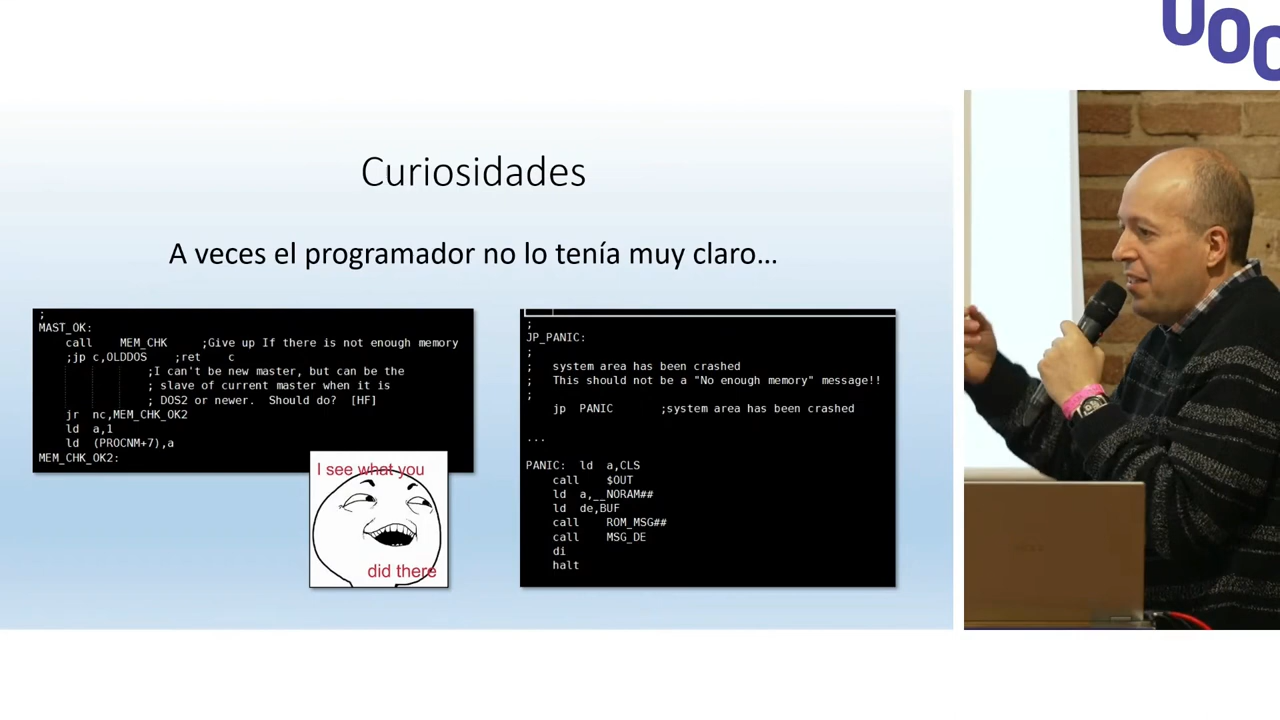 UOC
Curiosidades
A veces el programador no lo tenía muy claro...
;
MAST_OK:
call MEM_CHK ;Give up If there is not enough memory
;jp c,OLDDOS ;ret c
;I can't be new master, but can be the
; slave of current master when it is
; DOS2 or newer. Should do? [HF]
jr nc,MEM_CHK_OK2
ld a,1
ld (PROCNM+7),a
MEM_CHK_OK2:
I see what you
did there
;
JP_PANIC:
;
; system area has been crashed
; This should not be a "No enough memory" message!!
;
jp PANIC ;system area has been crashed
...
PANIC: ld a,CLS
call $OUT
ld a,__NORAM##
ld de,BUF
call ROM_MSG##
call MSG_DE
di
halt